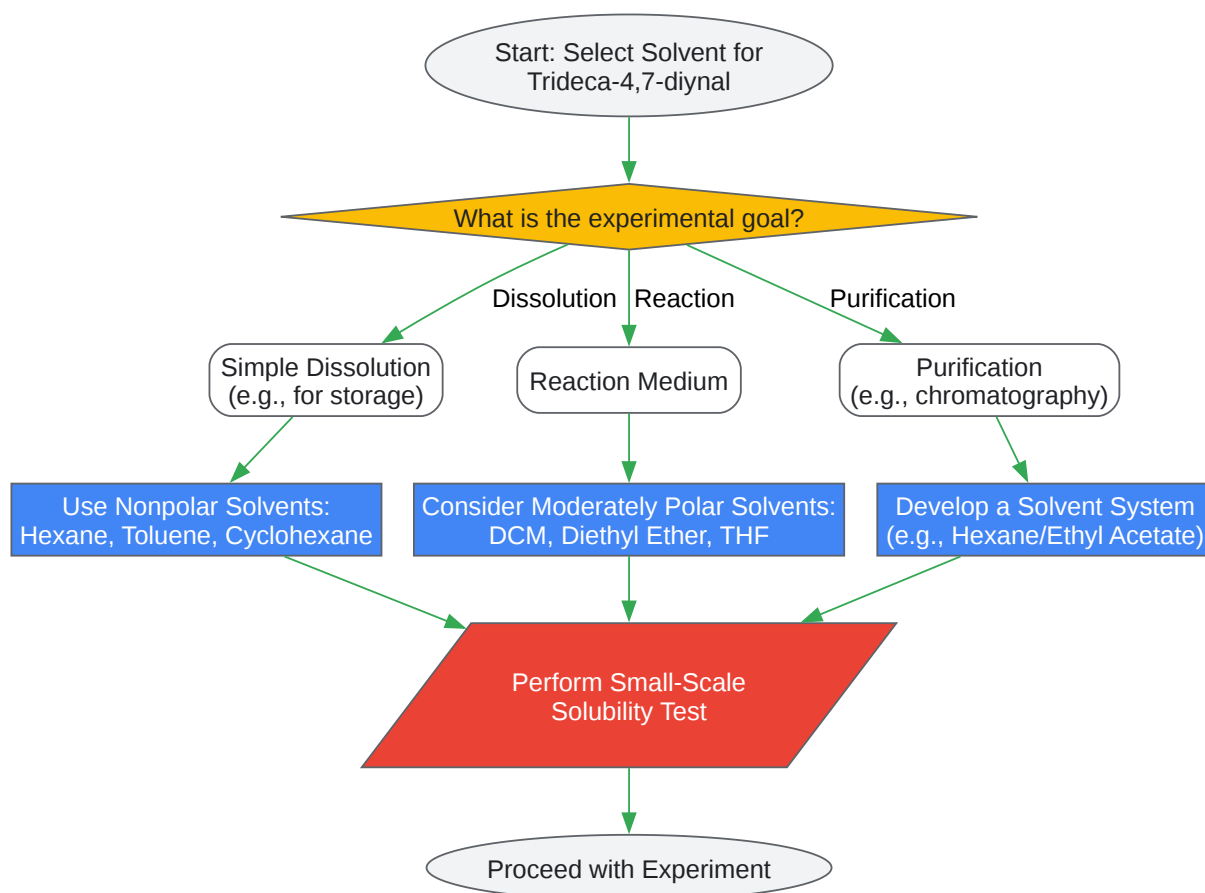 Start: Select Solvent for
Trideca-4,7-diynal
What is the experimental goal?
Dissolution
Reaction
Purification
Simple Dissolution
(e.g., for storage)
Reaction Medium
Purification
(e.g., chromatography)
Use Nonpolar Solvents:
Hexane, Toluene, Cyclohexane
Consider Moderately Polar Solvents:
DCM, Diethyl Ether, THF
Develop a Solvent System
(e.g., Hexane/Ethyl Acetate)
Perform Small-Scale
Solubility Test
Proceed with Experiment